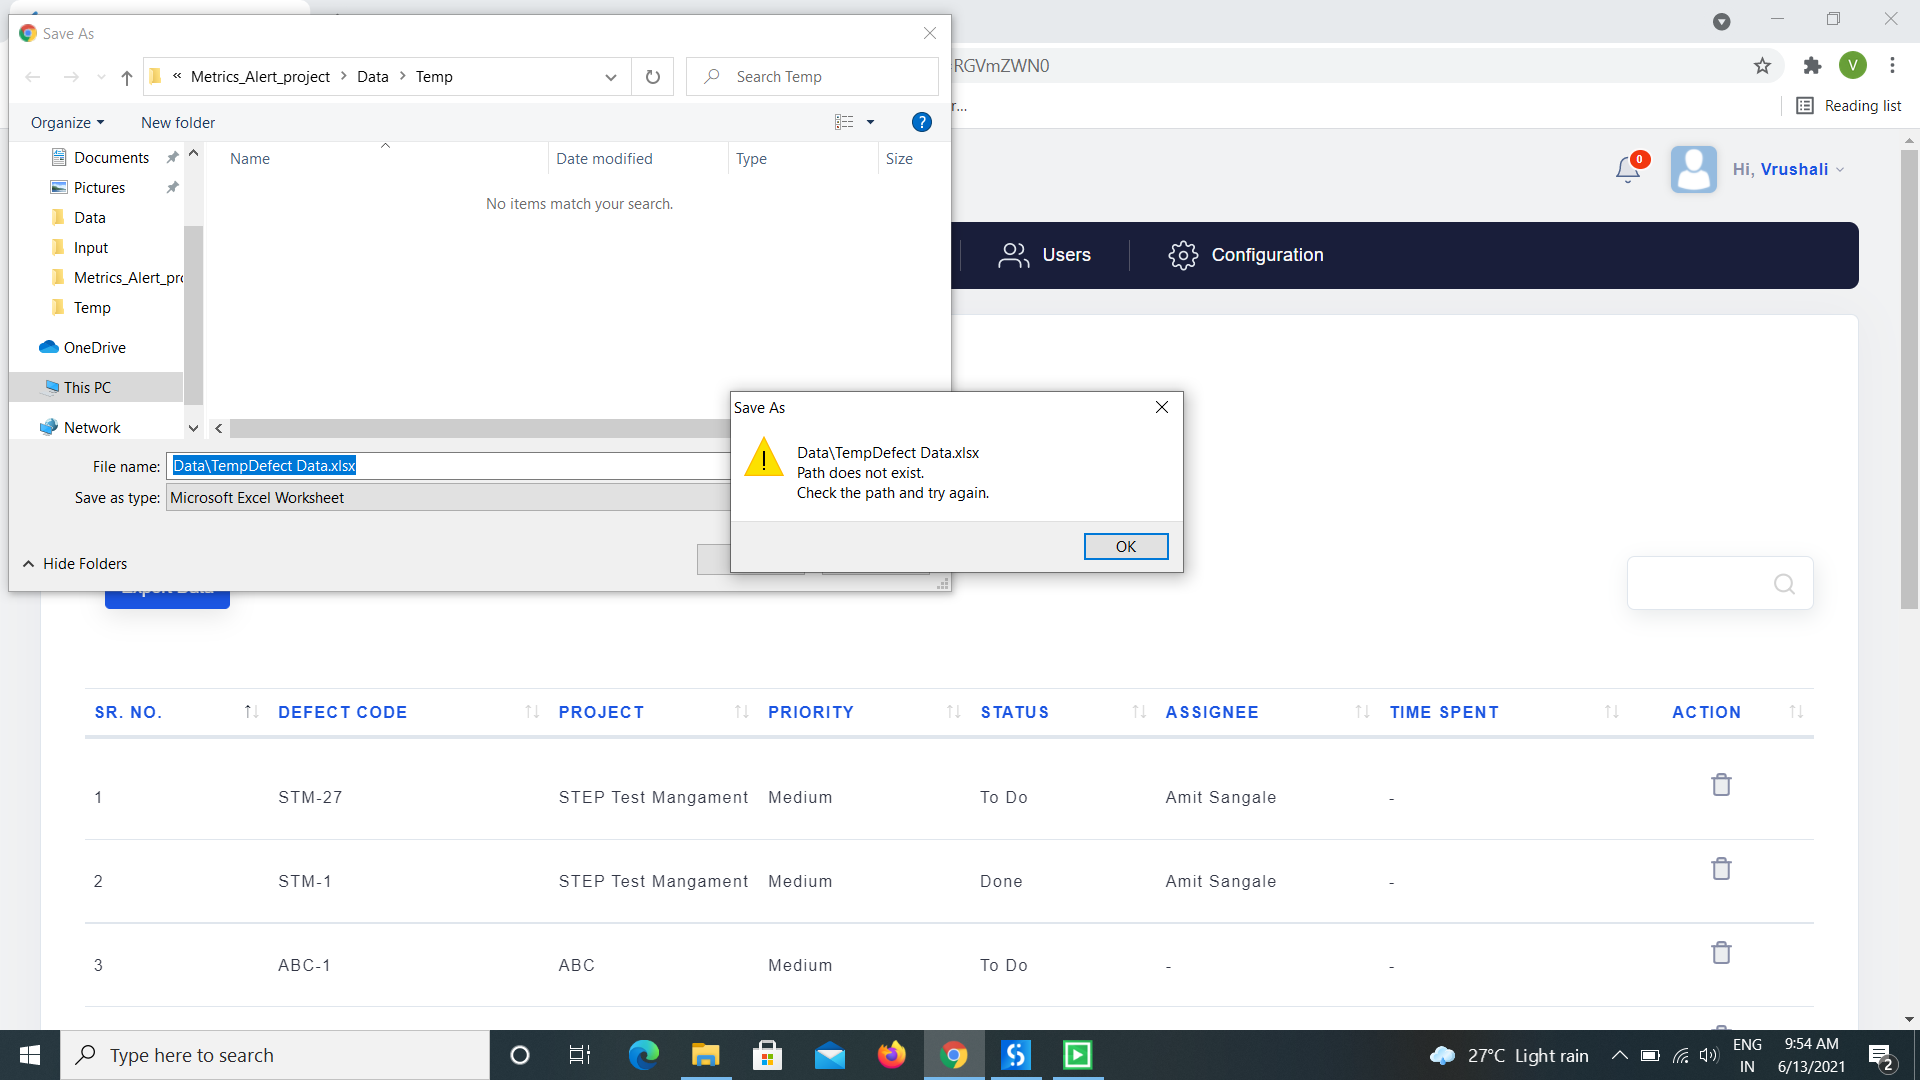 Save As
« Metrics_Alert_project > Data > Temp
Search Temp
RGVmZWN0
V
Organize
New folder
?
r...
Reading list
Documents
Pictures
Data
Input
Metrics_Alert_pro
Temp
OneDrive
This PC
Network
Name
Date modified
Type
Size
No items match your search.
0
Hi, Vrushali
Users
Configuration
Save As
Data\TempDefect Data.xlsx
Path does not exist.
Check the path and try again.
OK
File name: Data\TempDefect Data.xlsx
Save as type: Microsoft Excel Worksheet
Hide Folders
Export Data
SR. NO. DEFECT CODE PROJECT PRIORITY STATUS ASSIGNEE TIME SPENT ACTION
1 STM-27 STEP Test Mangament Medium To Do Amit Sangale -
2 STM-1 STEP Test Mangament Medium Done Amit Sangale -
3 ABC-1 ABC Medium To Do - -
Type here to search
27°C Light rain
ENG
IN
9:54 AM
6/13/2021
2